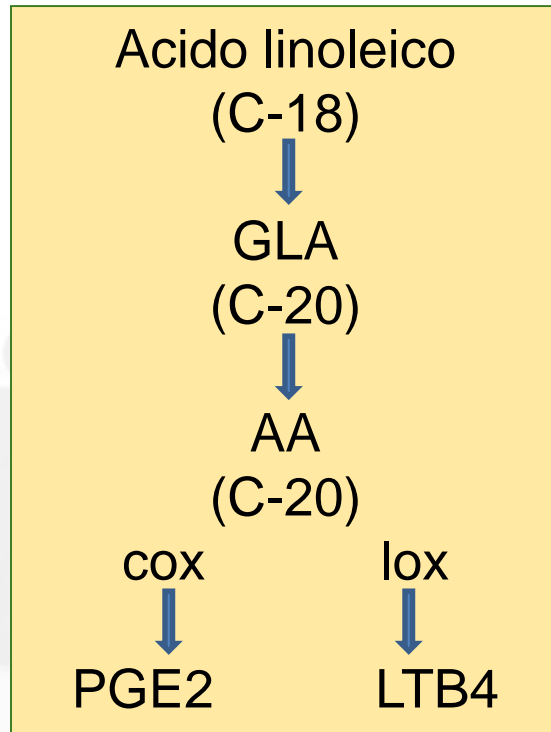 Acido linoleico
(C-18)
GLA
(C-20)
AA
(C-20)
cox lox
PGE2 LTB4